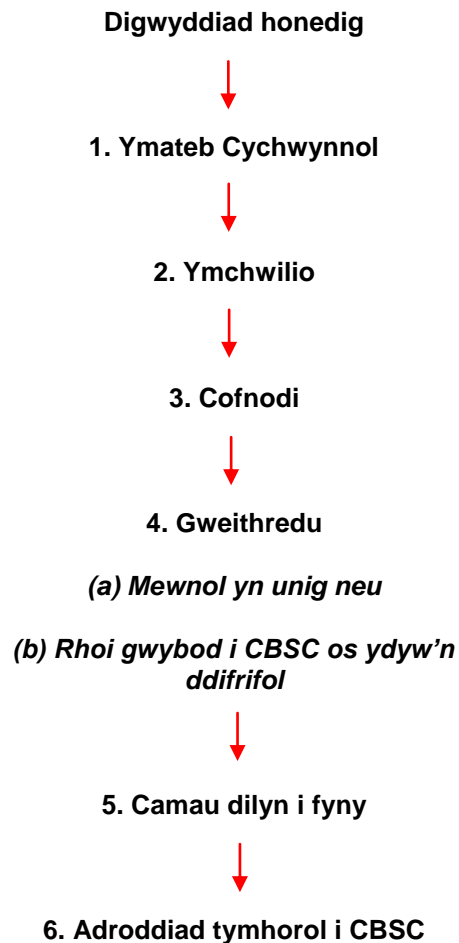 Digwyddiad honedig
1. Ymateb Cychwynnol
2. Ymchwilio
3. Cofnodi
4. Gweithredu
(a) Mewnol yn unig neu
(b) Rhoi gwybod i CBSC os ydyw’n
ddifrifol
5. Camau dilyn i fyny
6. Adroddiad tymhorol i CBSC